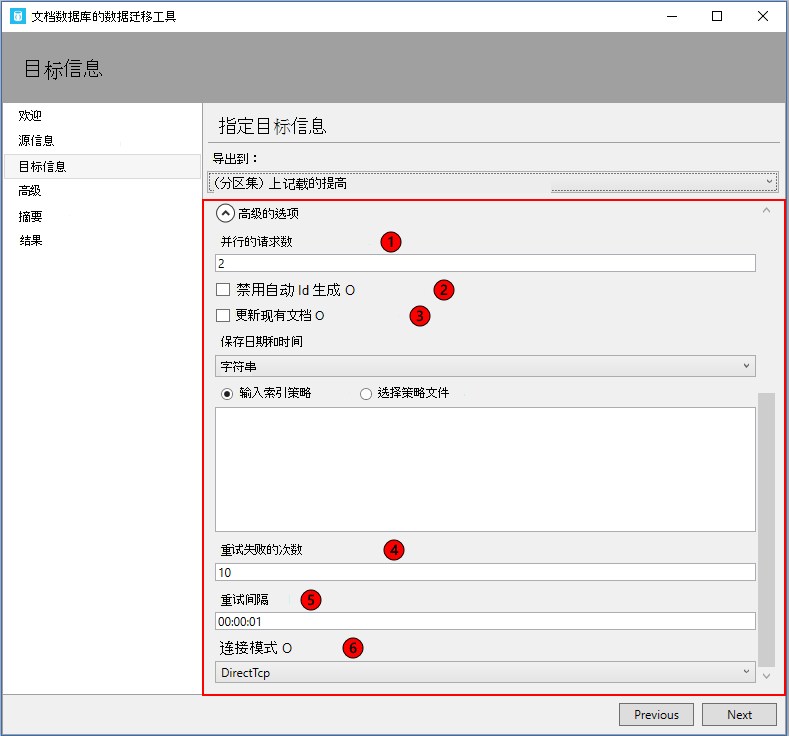 文档数据库的数据迁移工具
目标信息
欢迎
源信息
目标信息
高级
摘要
结果
指定目标信息
导出到：
(分区集) 上记载的提高
高级的选项
并行的请求数
1
2
禁用自动 Id 生成 O
2
更新现有文档 O
3
保存日期和时间
字符串
输入索引策略
选择策略文件
重试失败的次数
4
10
重试间隔
5
00:00:01
连接模式 O
6
DirectTcp
Previous
Next